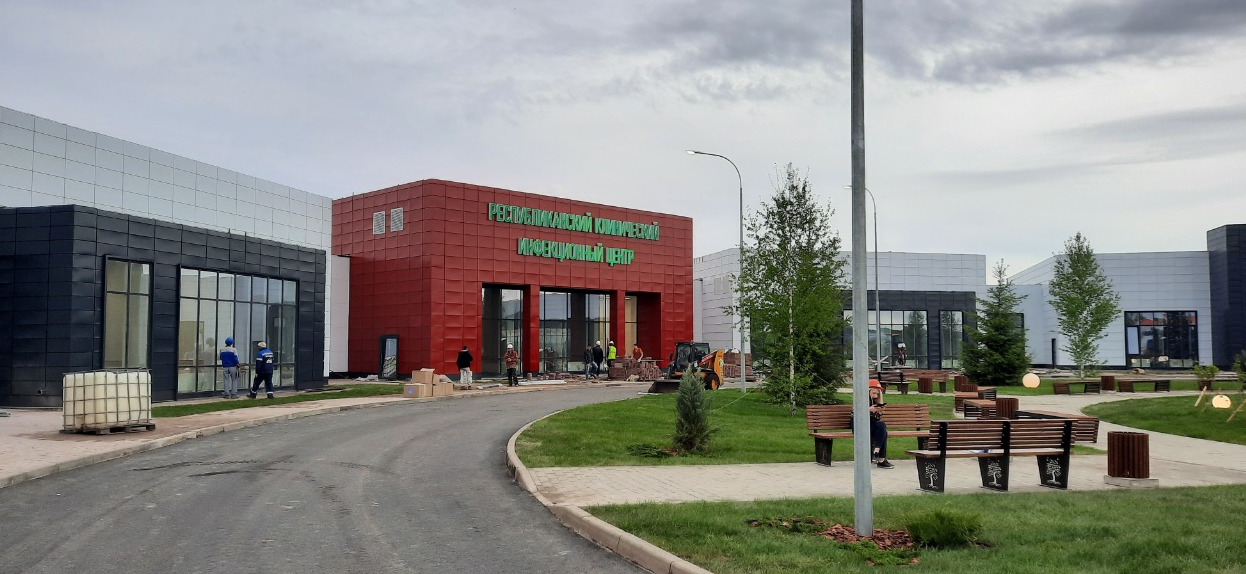 РЕСПУБЛИКАНСКИЙ КЛИНИЧЕСКИЙ
ИНФЕКЦИОННЫЙ ЦЕНТР